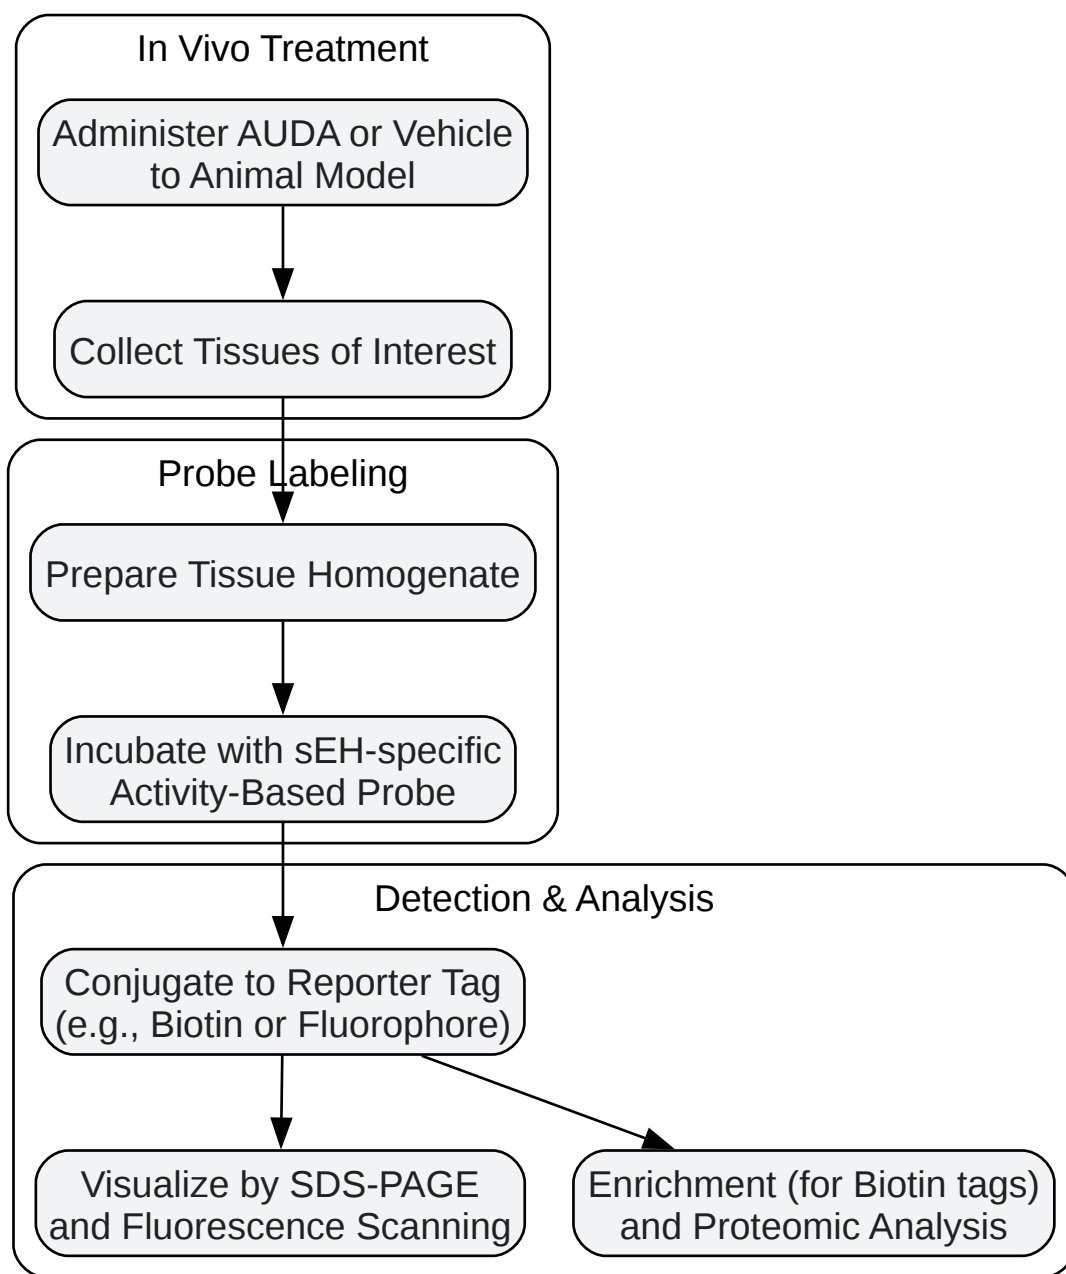 In Vivo Treatment
Administer AUDA or Vehicle
to Animal Model
Collect Tissues of Interest
Probe Labeling
Prepare Tissue Homogenate
Incubate with sEH-specific
Activity-Based Probe
Detection & Analysis
Conjugate to Reporter Tag
(e.g., Biotin or Fluorophore)
Visualize by SDS-PAGE
and Fluorescence Scanning
Enrichment (for Biotin tags)
and Proteomic Analysis